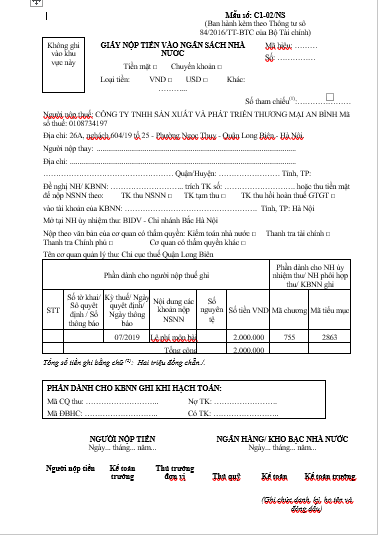 Mẫu số: C1-02/NS
(Ban hành kèm theo Thông tư số
84/2016/TT-BTC của Bộ Tài chính)
Không ghi
vào khu
vực này
GIẤY NỘP TIỀN VÀO NGÂN SÁCH NHÀ
NƯỚC
Mã hiệu: ………
Số: ……………
Tiền mặt □ Chuyển khoản □
Loại tiền: VND □ USD □ Khác:
………...
Số tham chiếu(1):……………………
Người nộp thuế: CÔNG TY TNHH SẢN XUẤT VÀ PHÁT TRIỂN THƯƠNG MẠI AN BÌNH Mã
số thuế: 0108734197
Địa chỉ: 26A, nghách 604/19 tổ 25 - Phường Ngọc Thụy - Quận Long Biên - Hà Nội
Người nộp thay: ……………………………………………………
Địa chỉ: ……………………………………………………
……………………………………… Quận/Huyện: ……………… Tỉnh, TP:
Đề nghị NH/ KBNN: ………………… trích TK số: ………………… hoặc thu tiền mặt
để nộp NSNN theo: TK thu NSNN □ TK tạm thu □ TK thu hồi hoàn thuế GTGT □
vào tài khoản của KBNN: ……………………………………. Tỉnh, TP: Hà Nội
Mở tại NH ủy nhiệm thu: BIDV - Chi nhánh Bắc Hà Nội
Nộp theo văn bản của cơ quan có thẩm quyền: Kiểm toán nhà nước □ Thanh tra tài chính □
Thanh tra Chính phủ □ Cơ quan có thẩm quyền khác □
Tên cơ quan quản lý thu: Chi cục thuế Quận Long Biên
Phần dành cho người nộp thuế ghi
Phần dành cho NH ủy
nhiệm thu/ NH phối hợp
thu/ KBNN ghi
STT
Số tờ khai/
Số quyết
định / Số
thông báo
Kỳ thuế/ Ngày
quyết định/
Ngày thông
báo
Nội dung các
khoản nộp
NSNN
Số
nguyên
tệ
Số tiền VND
Mã chương
Mã tiểu mục
07/2019 Lệ phí môn bài 2.000.000 755 2863
Tổng cộng 2.000.000
Tổng số tiền ghi bằng chữ (2): Hai triệu đồng chẵn./.
PHẦN DÀNH CHO KBNN GHI KHI HẠCH TOÁN:
Mã CQ thu: ……………………….. Nợ TK: …………………….
Mã ĐBHC: ……………………….. Có TK: …………………….
NGƯỜI NỘP TIỀN
NGÂN HÀNG/ KHO BẠC NHÀ NƯỚC
Ngày... tháng... năm...
Ngày... tháng... năm...
Người nộp tiền
Kế toán
trưởng
Thủ trưởng
đơn vị
Thủ quỹ
Kế toán
Kế toán trưởng
(Ghi chức danh, ký, họ tên và
đóng dấu)